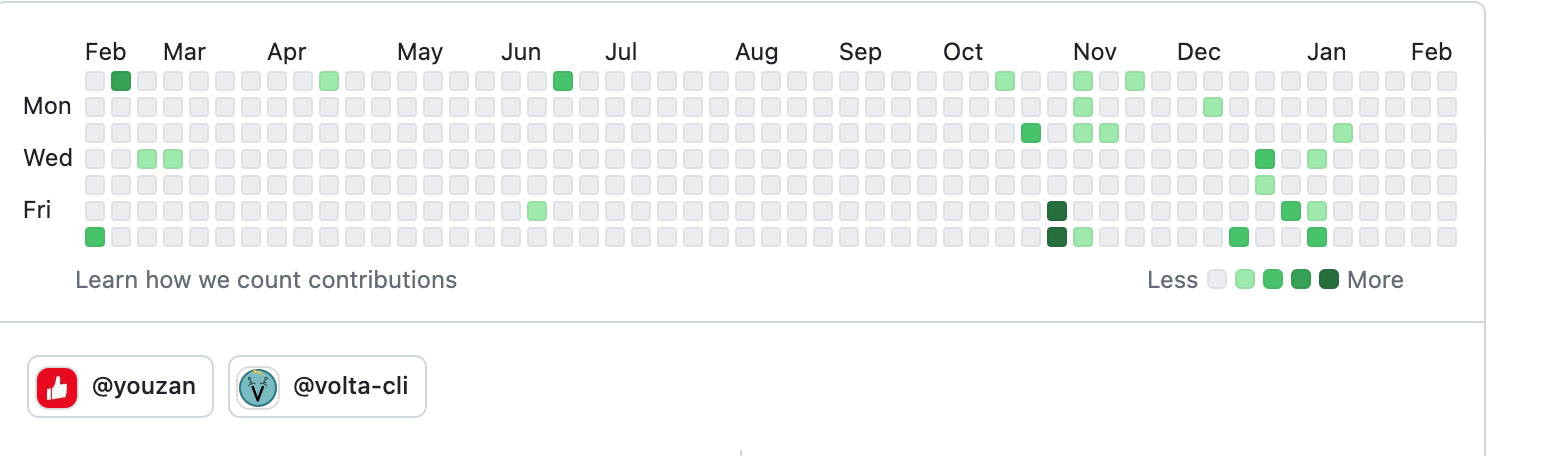 Feb Mar Apr May Jun Jul Aug Sep Oct Nov Dec Jan Feb
Mon
Wed
Fri
Learn how we count contributions Less More
@youzan @volta-cli